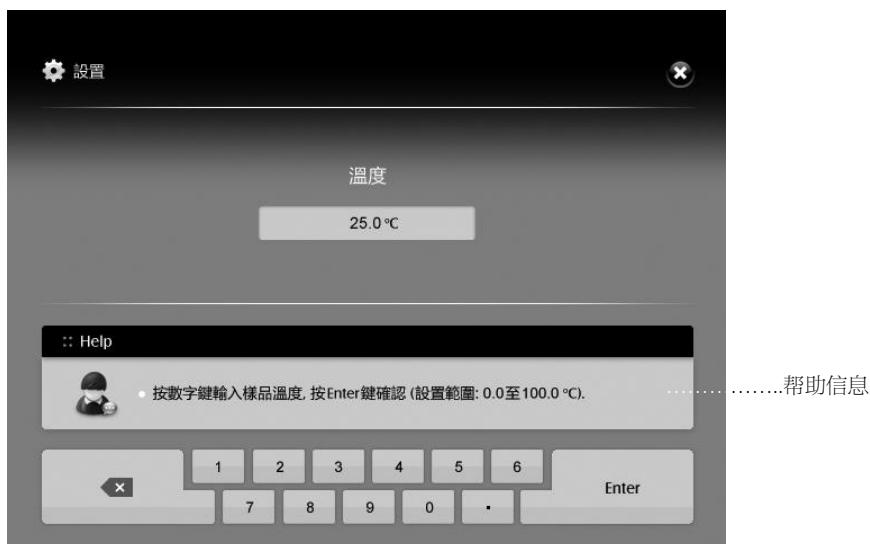 設置
溫度
25.0 ℃
:: Help
按數字鍵輸入樣品溫度, 按Enter鍵確認 (設置範圍: 0.0至100.0 ℃).
帮助信息
1 2 3 4 5 6
Enter
7 8 9 0 .